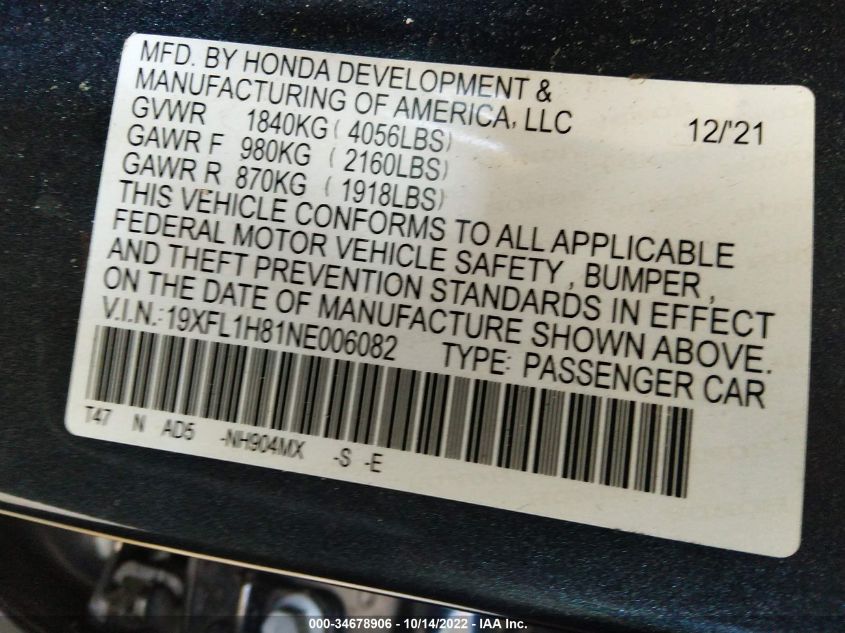 MFD. BY HONDA DEVELOPMENT &
MANUFACTURING OF AMERICA, LLC 12/'21
GVWR 1840KG ( 4056LBS)
GAWR F 980KG ( 2160LBS)
GAWR R 870KG ( 1918LBS)
THIS VEHICLE CONFORMS TO ALL APPLICABLE
FEDERAL MOTOR VEHICLE SAFETY , BUMPER ,
AND THEFT PREVENTION STANDARDS IN EFFECT
ON THE DATE OF MANUFACTURE SHOWN ABOVE.
V.I.N.: 19XFL1H81NE006082 TYPE: PASSENGER CAR
T47 N AD5 -NH904MX -S -E
000-34678906 - 10/14/2022 - IAA Inc.